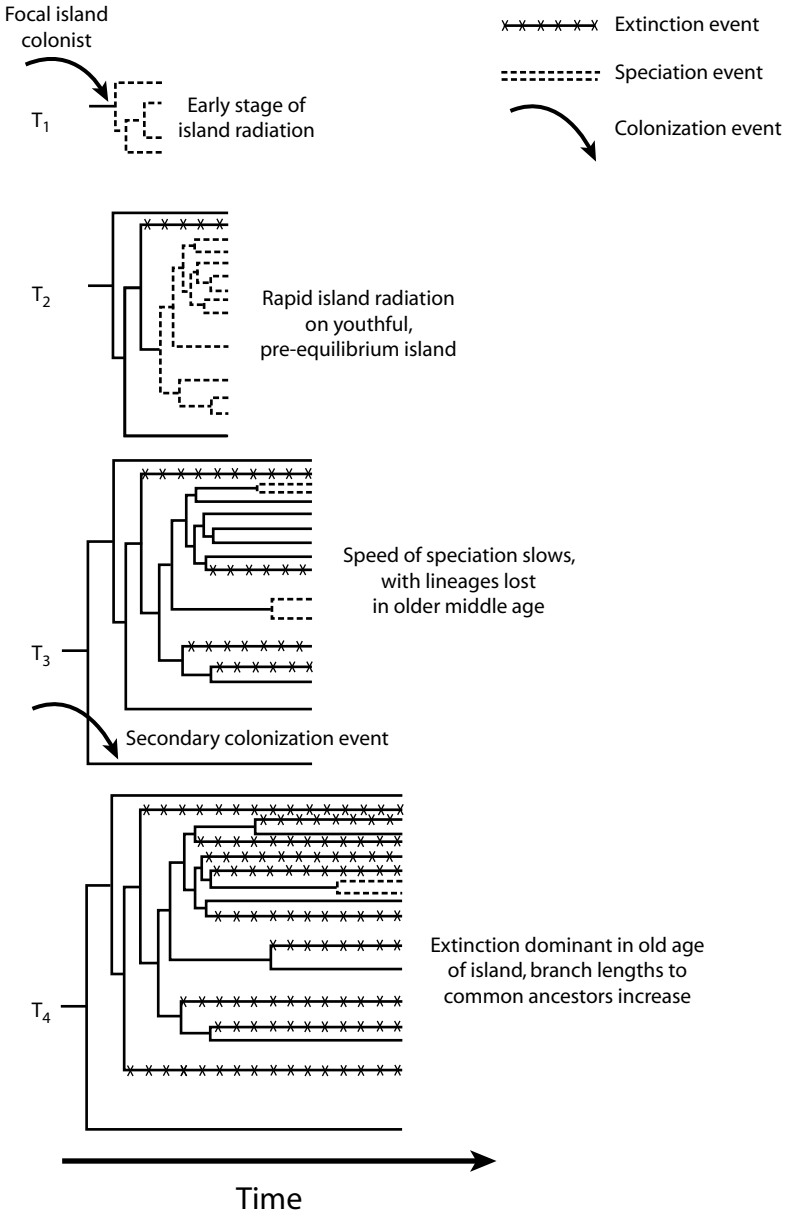 Focal island
colonist
Extinction event
Speciation event
Colonization event
T1
Early stage of
island radiation
T2
Rapid island radiation
on youthful,
pre-equilibrium island
T3
Speed of speciation slows,
with lineages lost
in older middle age
Secondary colonization event
T4
Extinction dominant in old age
of island, branch lengths to
common ancestors increase
Time